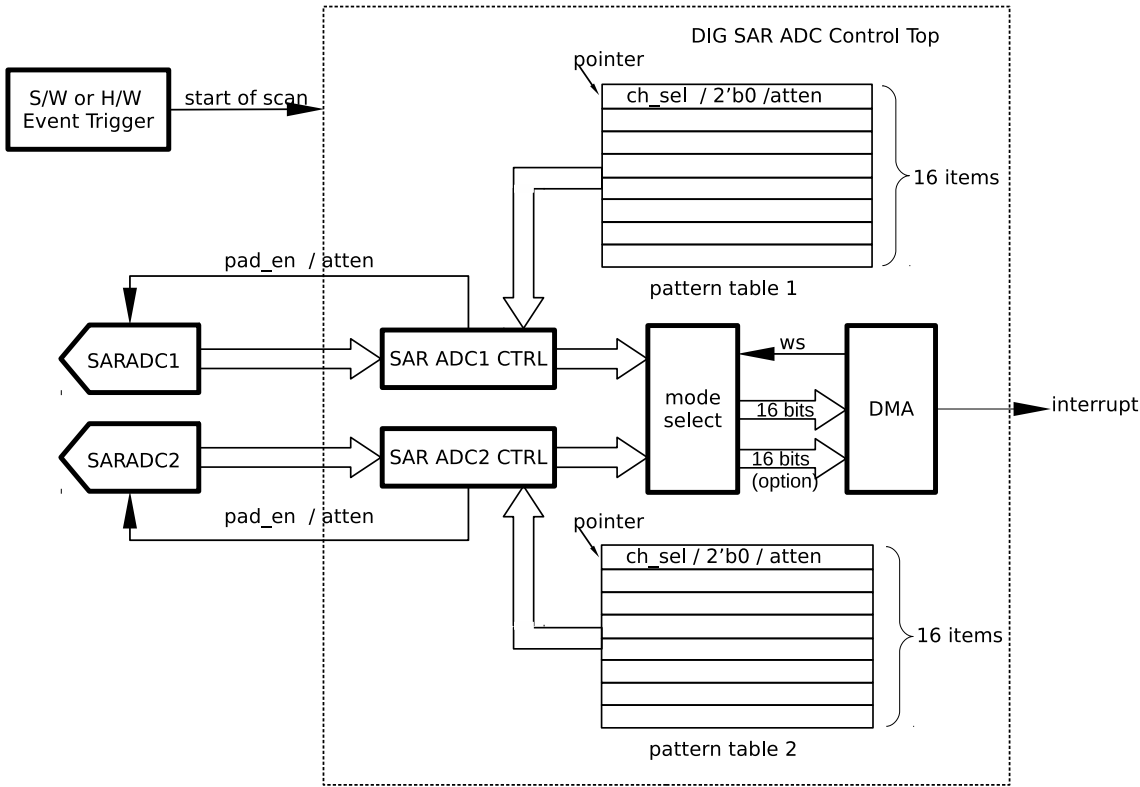 DIG SAR ADC Control Top
pointer
S/W or H/W
Event Trigger
start of scan
ch_sel / 2'b0 /atten
16 items
pad_en / atten
pattern table 1
SARADC1
SAR ADC1 CTRL
mode
select
ws
16 bits
DMA
interrupt
SARADC2
SAR ADC2 CTRL
16 bits
(option)
pad_en / atten
pointer
ch_sel / 2'b0 / atten
16 items
pattern table 2